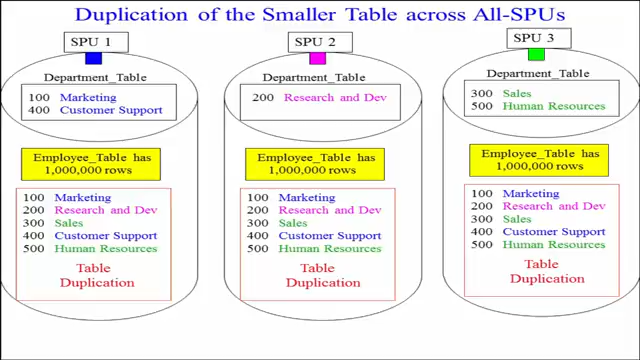 Duplication of the Smaller Table across All-SPUs
SPU 1
Department_Table
100 Marketing
400 Customer Support
Employee_Table has
1,000,000 rows
100 Marketing
200 Research and Dev
300 Sales
400 Customer Support
500 Human Resources
Table
Duplication
SPU 2
Department_Table
200 Research and Dev
Employee_Table has
1,000,000 rows
100 Marketing
200 Research and Dev
300 Sales
400 Customer Support
500 Human Resources
Table
Duplication
SPU 3
Department_Table
300 Sales
500 Human Resources
Employee_Table has
1,000,000 rows
100 Marketing
200 Research and Dev
300 Sales
400 Customer Support
500 Human Resources
Table
Duplication